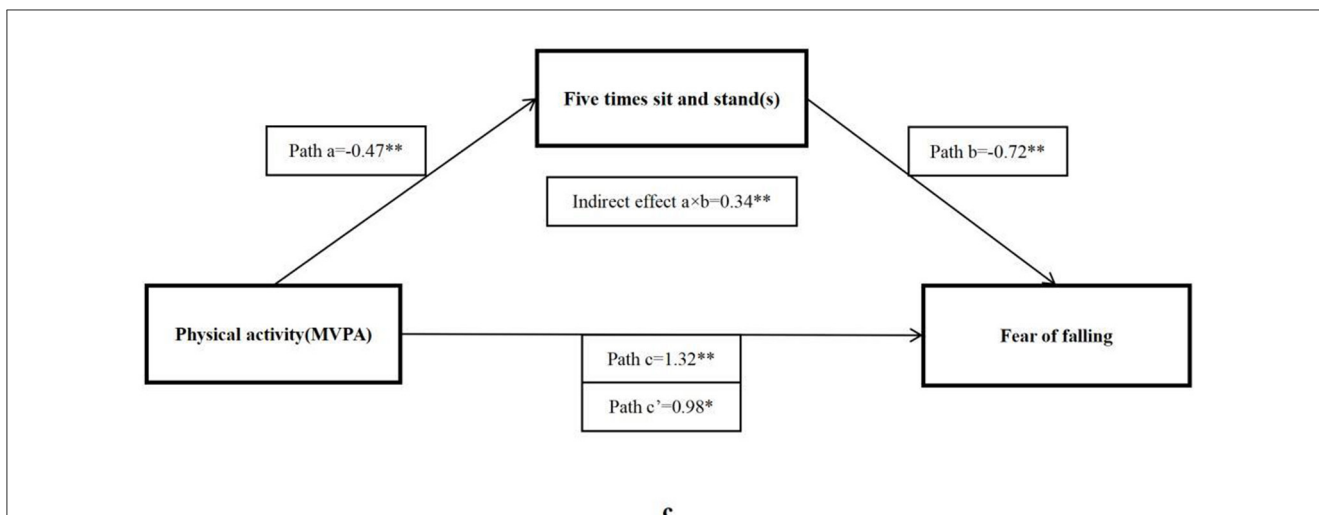 Five times sit and stand(s)
Path a=-0.47**
Path b=-0.72**
Indirect effect a×b=0.34**
Physical activity(MVPA)
Fear of falling
Path c=1.32**
Path c’=0.98*